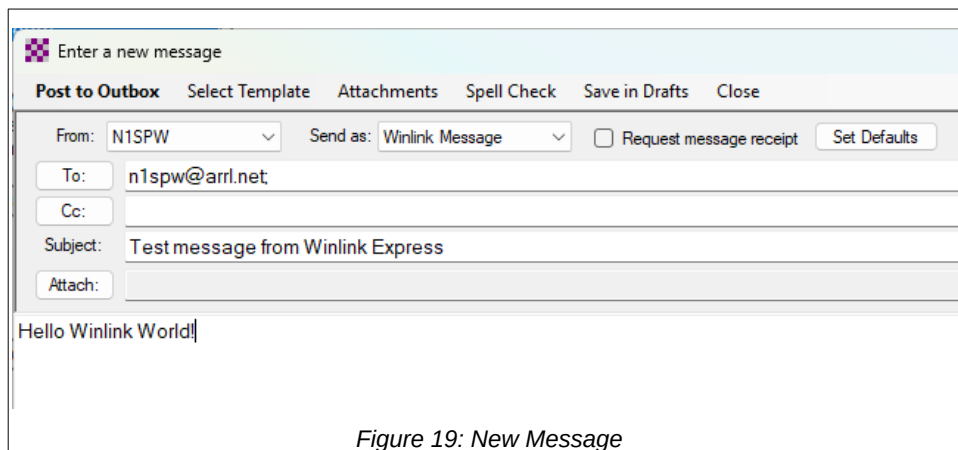 Enter a new message
Post to Outbox Select Template Attachments Spell Check Save in Drafts Close
From: N1SPW Send as: Winlink Message Request message receipt Set Defaults
To: n1spw@arrl.net;
Cc:
Subject: Test message from Winlink Express
Attach:
Hello Winlink World!
Figure 19: New Message